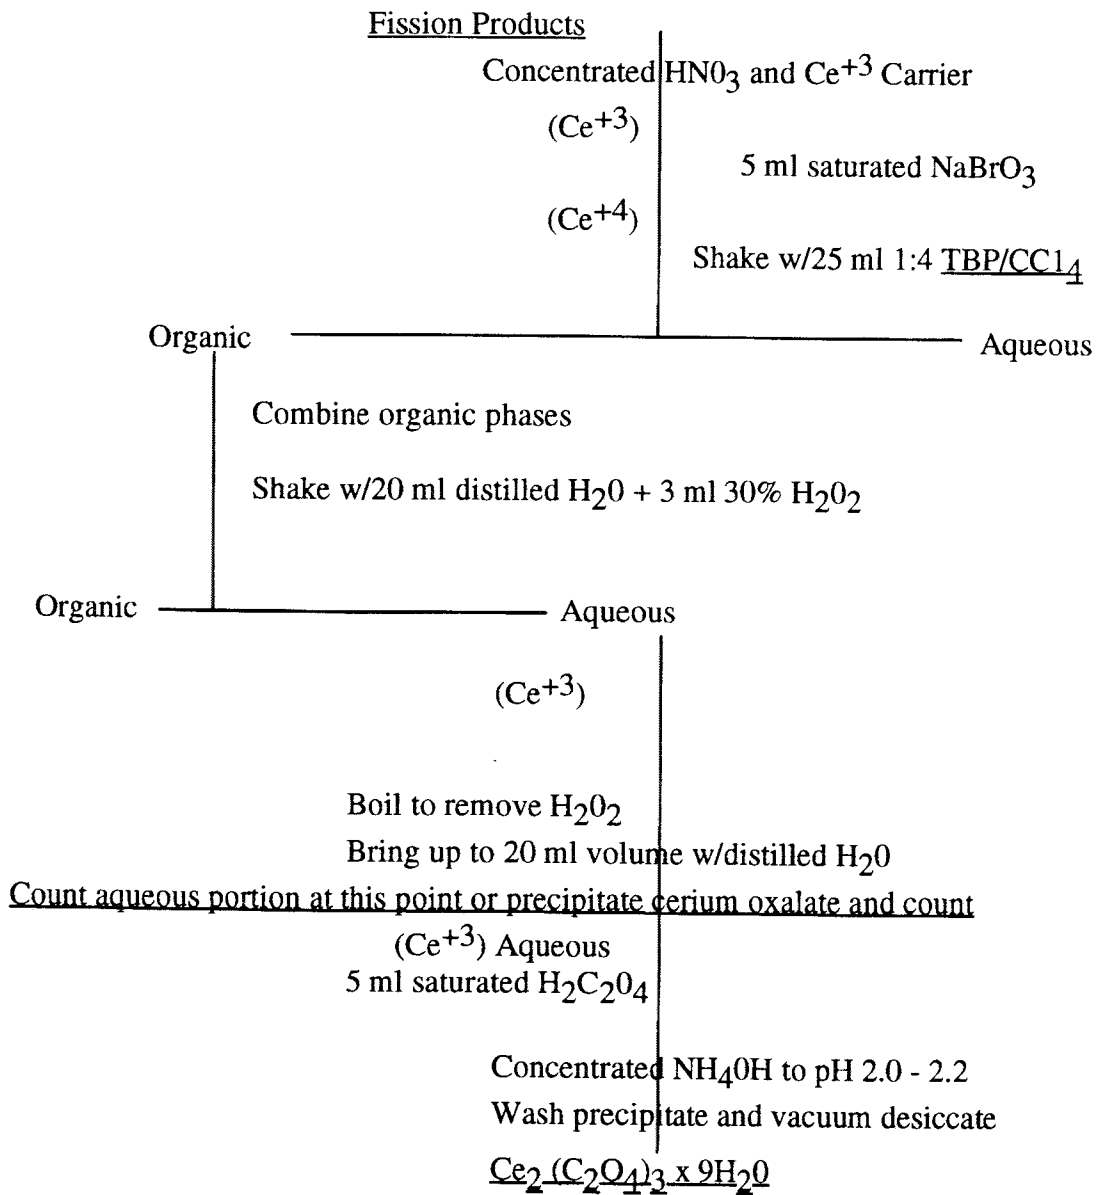 Fission Products
Concentrated HN0₃ and Ce⁺³ Carrier
(Ce⁺³)
5 ml saturated NaBrO₃
(Ce⁺⁴)
Shake w/25 ml 1:4 TBP/CC1₄
Organic
Aqueous
Combine organic phases
Shake w/20 ml distilled H₂0 + 3 ml 30% H₂0₂
Organic
Aqueous
(Ce⁺³)
Boil to remove H₂0₂
Bring up to 20 ml volume w/distilled H₂0
Count aqueous portion at this point or precipitate cerium oxalate and count
(Ce⁺³) Aqueous
5 ml saturated H₂C₂0₄
Concentrated NH₄0H to pH 2.0 - 2.2
Wash precipitate and vacuum desiccate
Ce₂ (C₂O₄)₃ x 9H₂0